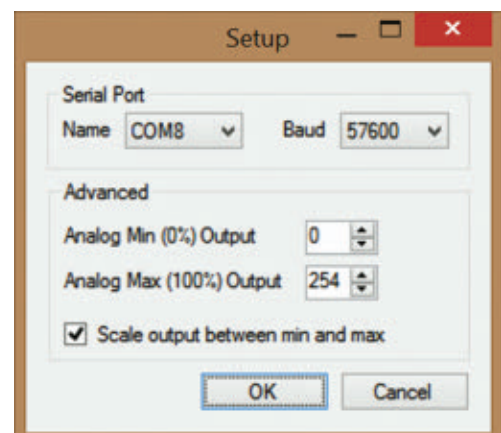 Setup
Serial Port
Name COM8 Baud 57600
Advanced
Analog Min (0%) Output 0
Analog Max (100%) Output 254
Scale output between min and max
OK Cancel